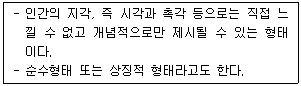 - 인간의 지각, 즉 시각과 촉각 등으로는 직접 느
낄 수 없고 개념적으로만 제시될 수 있는 형태
이다.
- 순수형태 또는 상징적 형태라고도 한다.